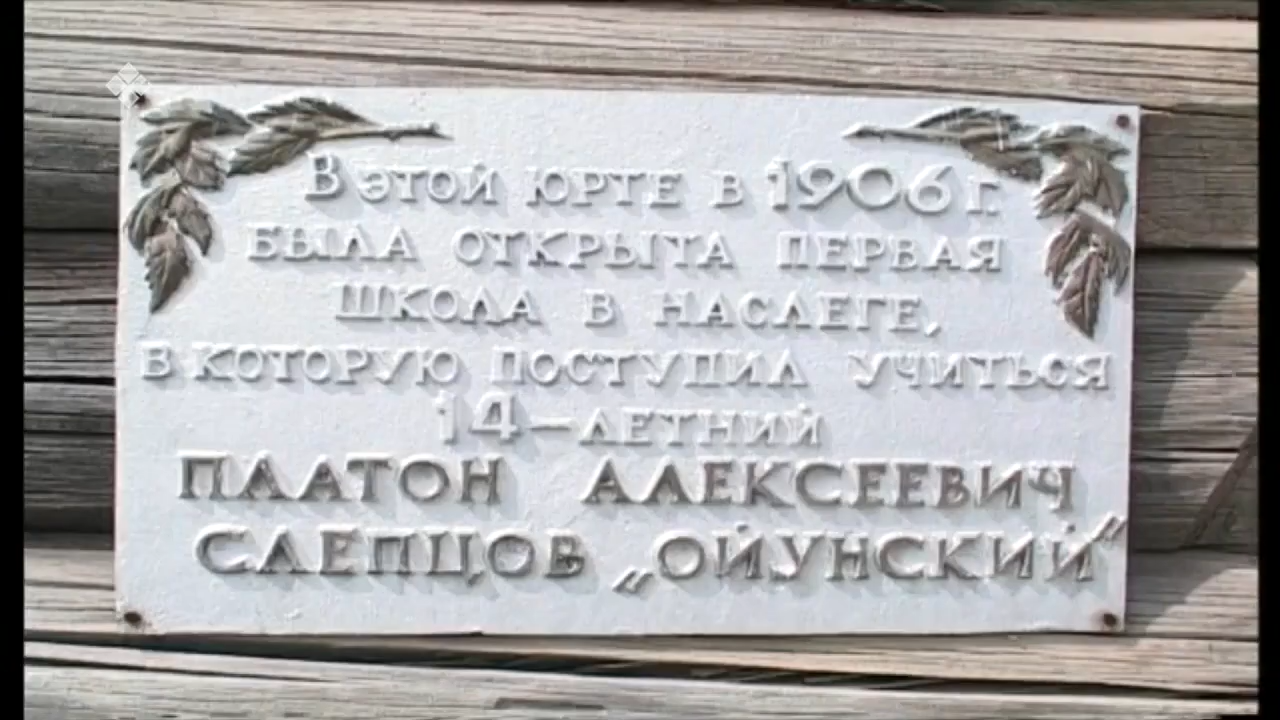 В этой юрте в 1906 г.
была открыта первая
школа в наслеге,
в которую поступил учиться
14-летний
ПЛАТОН АЛЕКСЕЕВИЧ
СЛЕПЦОВ „ОЙУНСКИЙ“